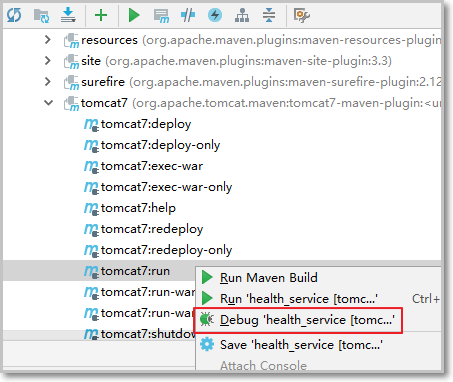 resources (org.apache.maven.plugins:maven-resources-plugin
site (org.apache.maven.plugins:maven-site-plugin:3.3)
surefire (org.apache.maven.plugins:maven-surefire-plugin:2.12
tomcat7 (org.apache.tomcat.maven:tomcat7-maven-plugin:<u
tomcat7:deploy
tomcat7:deploy-only
tomcat7:exec-war
tomcat7:exec-war-only
tomcat7:help
tomcat7:redeploy
tomcat7:redeploy-only
tomcat7:run
Run Maven Build
tomcat7:run-wa
Run 'health_service [tomc...' Ctrl+
tomcat7:run-wa
Debug 'health_service [tomc...'
tomcat7:shutdow
Save 'health_service [tomc...'
Attach Console